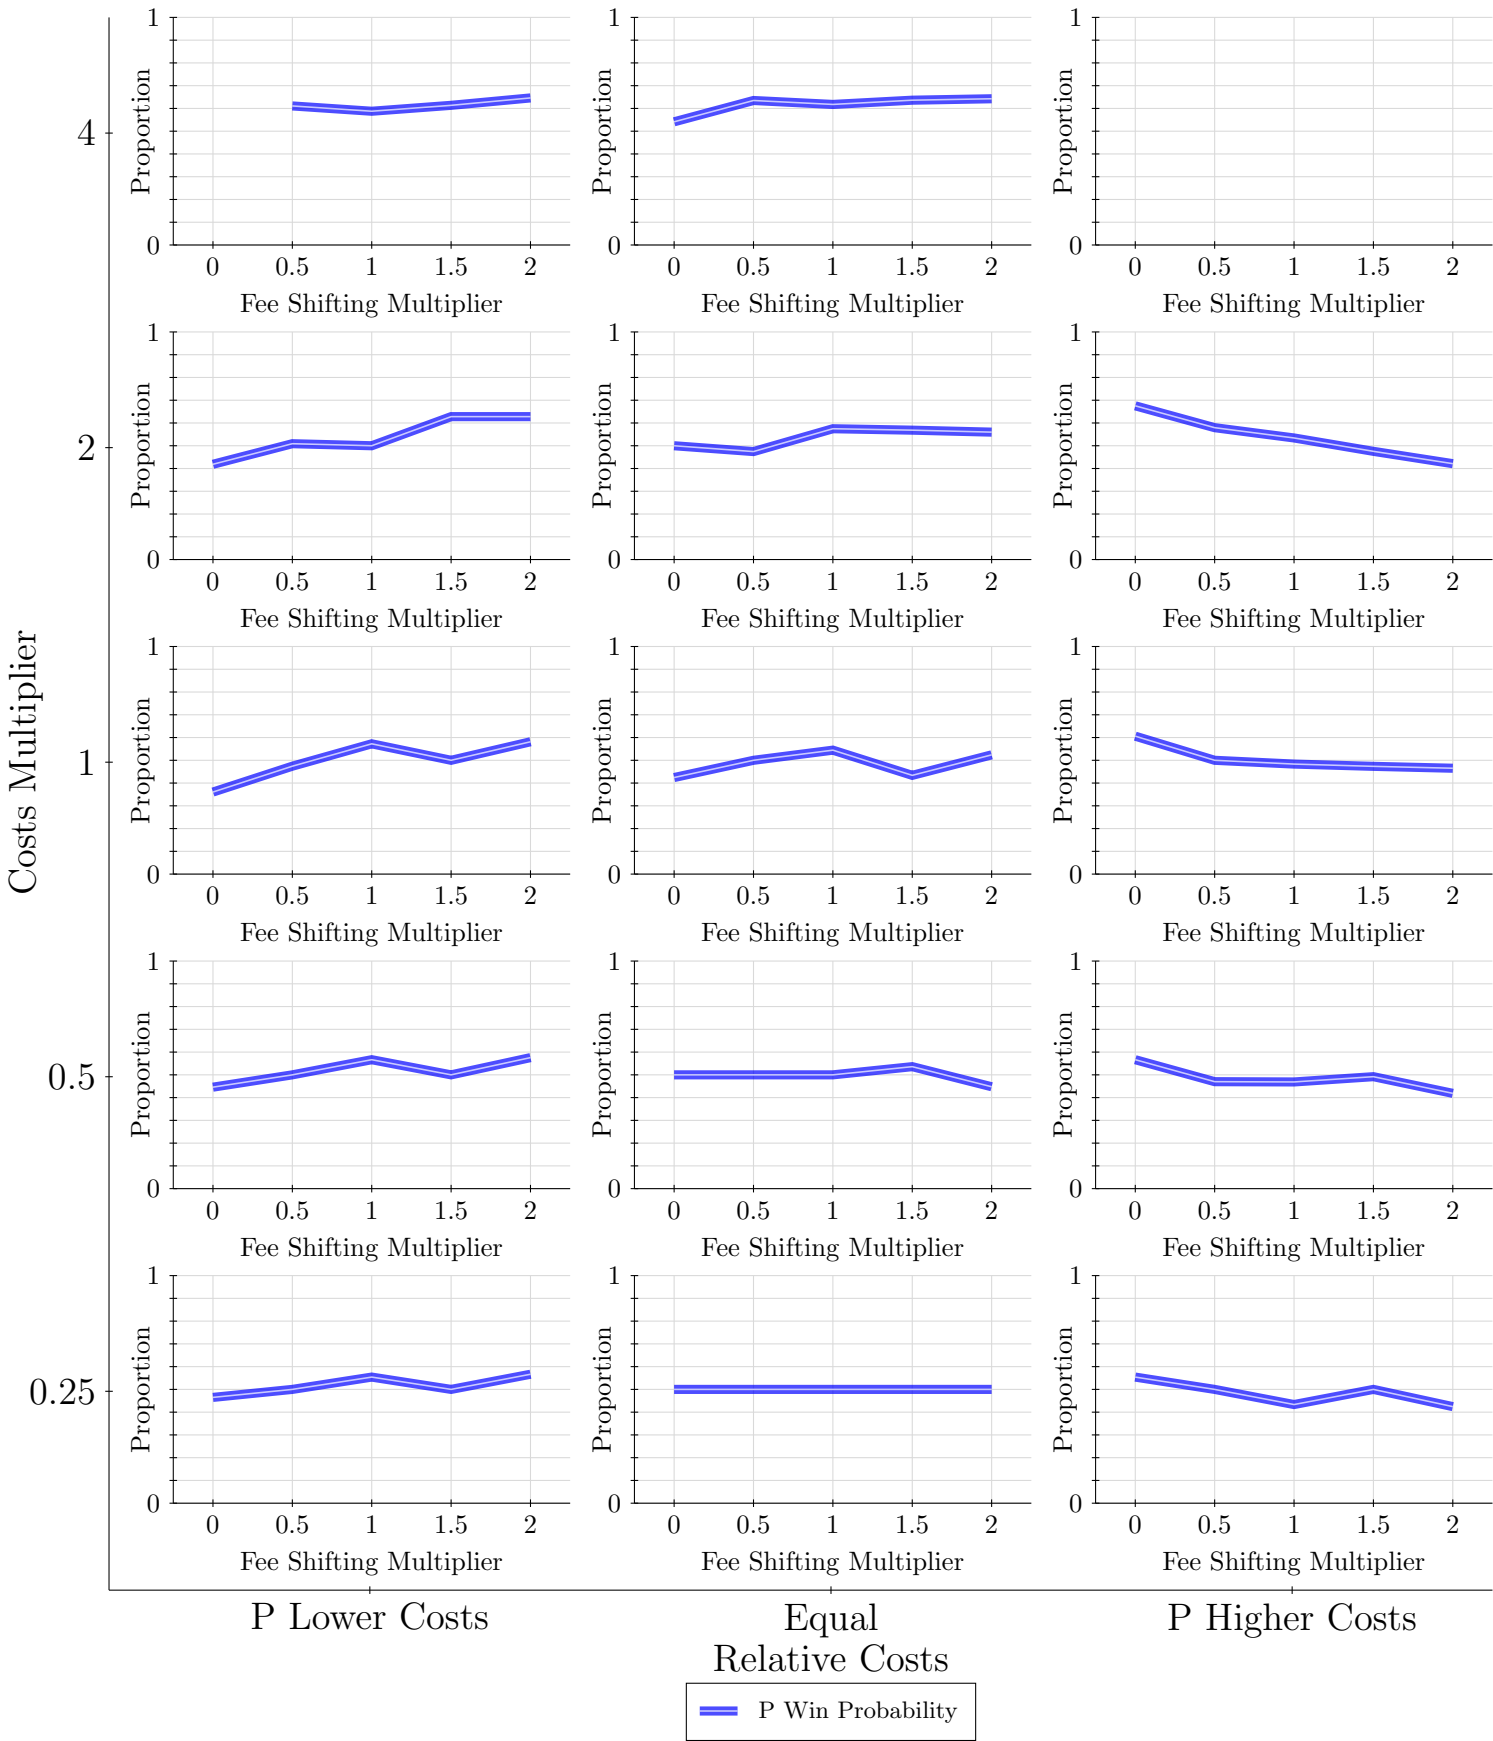 1
Proportion
0
0 0.5 1 1.5 2
Fee Shifting Multiplier
1
Proportion
0
0 0.5 1 1.5 2
Fee Shifting Multiplier
1
Proportion
0
0 0.5 1 1.5 2
Fee Shifting Multiplier
4
1
Proportion
0
0 0.5 1 1.5 2
Fee Shifting Multiplier
1
Proportion
0
0 0.5 1 1.5 2
Fee Shifting Multiplier
1
Proportion
0
0 0.5 1 1.5 2
Fee Shifting Multiplier
2
Costs Multiplier
1
Proportion
0
0 0.5 1 1.5 2
Fee Shifting Multiplier
1
Proportion
0
0 0.5 1 1.5 2
Fee Shifting Multiplier
1
Proportion
0
0 0.5 1 1.5 2
Fee Shifting Multiplier
1
1
Proportion
0
0 0.5 1 1.5 2
Fee Shifting Multiplier
1
Proportion
0
0 0.5 1 1.5 2
Fee Shifting Multiplier
1
Proportion
0
0 0.5 1 1.5 2
Fee Shifting Multiplier
0.5
1
Proportion
0
0 0.5 1 1.5 2
Fee Shifting Multiplier
1
Proportion
0
0 0.5 1 1.5 2
Fee Shifting Multiplier
1
Proportion
0
0 0.5 1 1.5 2
Fee Shifting Multiplier
0.25
P Lower Costs
Equal
P Higher Costs
Relative Costs
P Win Probability